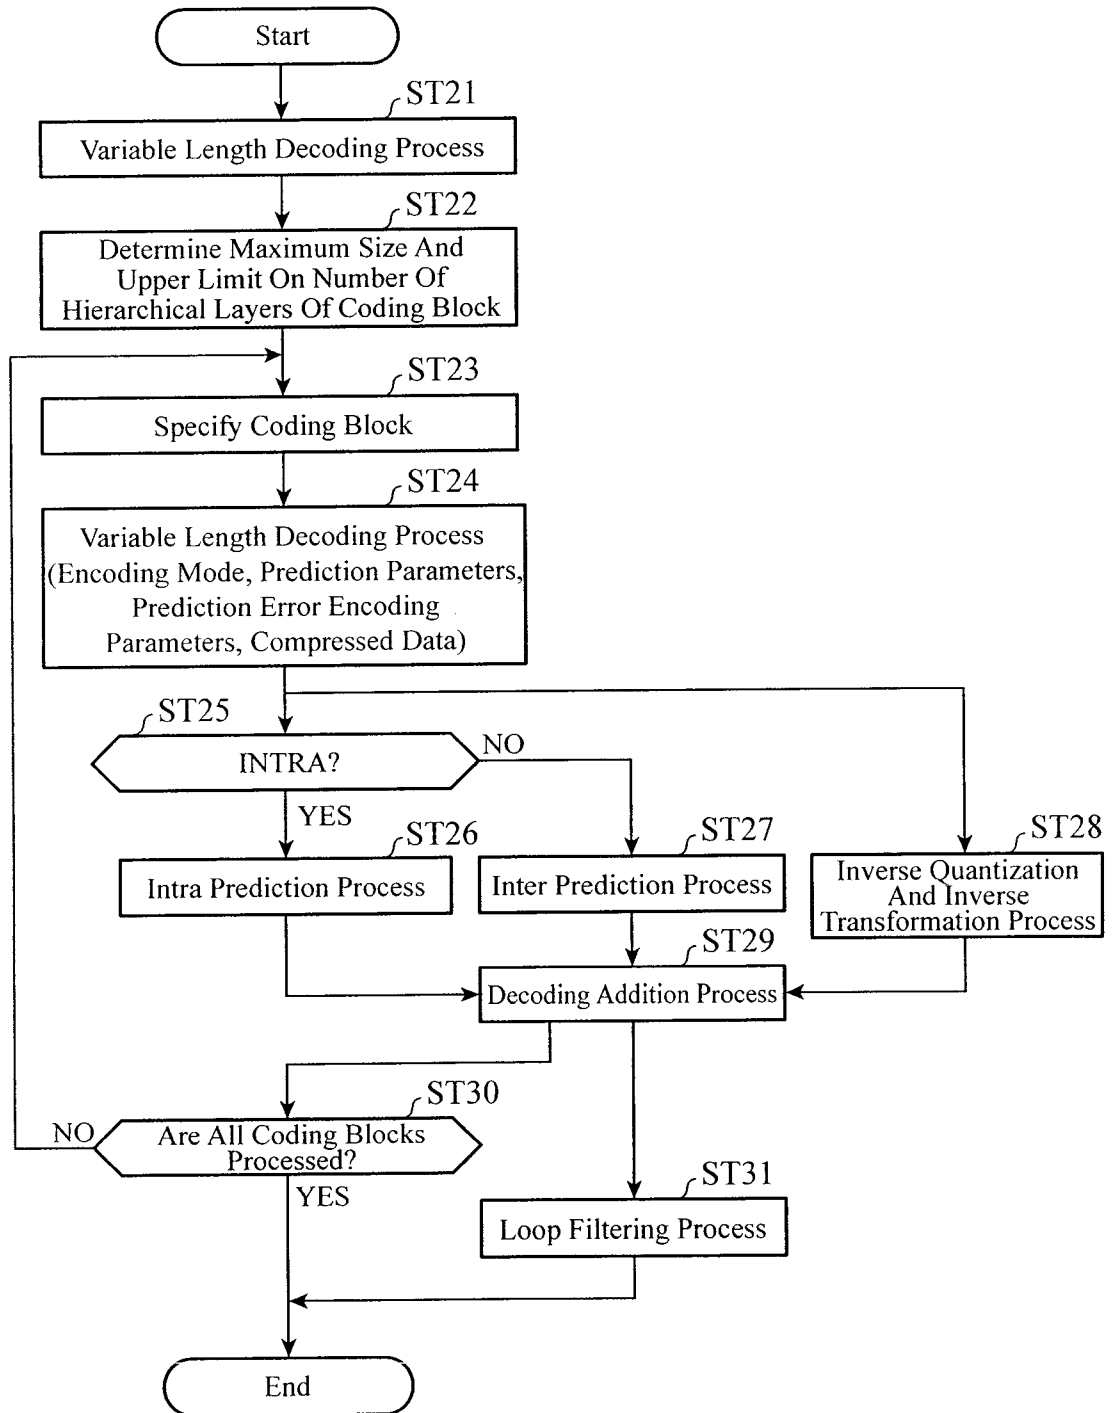 Start
ST21
Variable Length Decoding Process
ST22
Determine Maximum Size And
Upper Limit On Number Of
Hierarchical Layers Of Coding Block
ST23
Specify Coding Block
ST24
Variable Length Decoding Process
(Encoding Mode, Prediction Parameters,
Prediction Error Encoding
Parameters, Compressed Data)
ST25
INTRA?
NO
YES
ST26
Intra Prediction Process
ST27
Inter Prediction Process
ST28
Inverse Quantization
And Inverse
Transformation Process
ST29
Decoding Addition Process
ST30
Are All Coding Blocks
Processed?
NO
YES
ST31
Loop Filtering Process
End